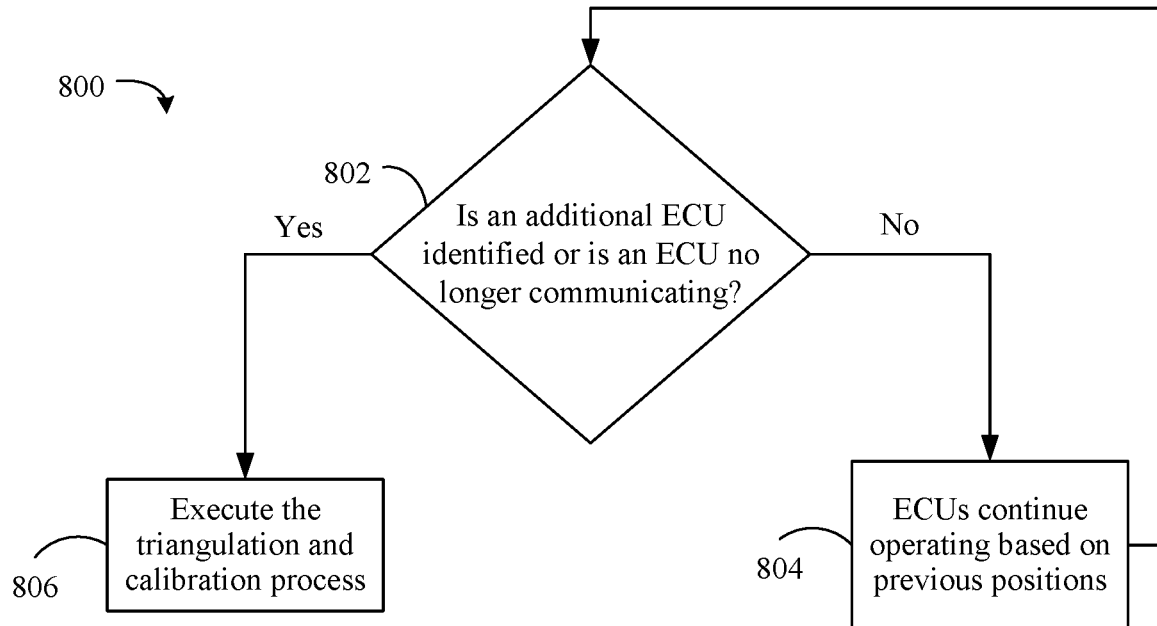 800
802
Is an additional ECU
identified or is an ECU no
longer communicating?
Yes
No
Execute the
triangulation and
calibration process
806
ECUs continue
operating based on
previous positions
804